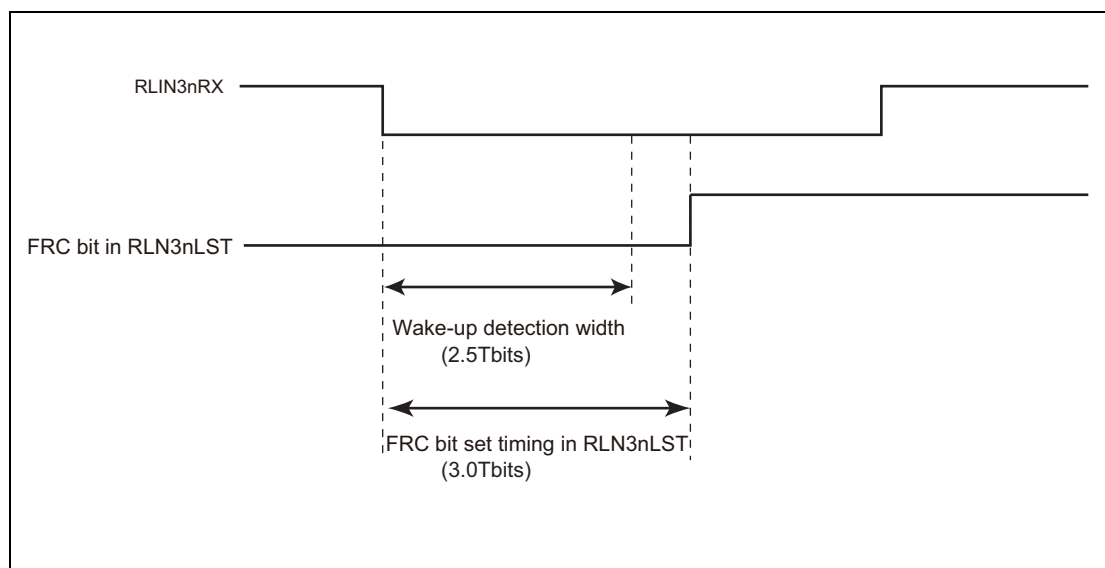 RLIN3nRX
FRC bit in RLN3nLST
Wake-up detection width
(2.5Tbits)
FRC bit set timing in RLN3nLST
(3.0Tbits)